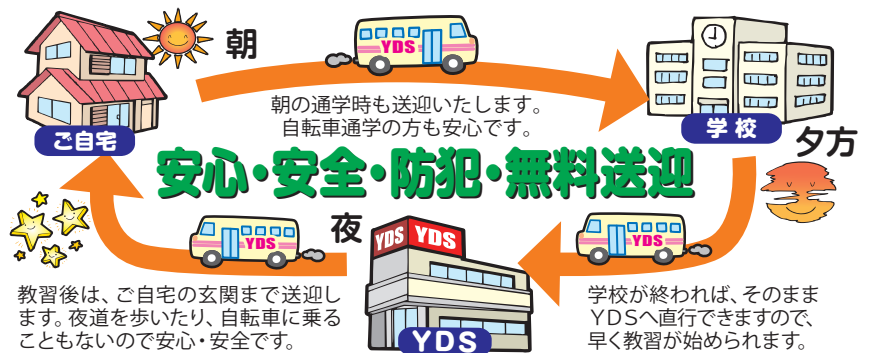 朝
YDS
朝の通学時も送迎いたします。
自転車通学の方も安心です。
ご自宅
学校
夕方
安心・安全・防犯・無料送迎
YDS
夜
YDS YDS
YDS
教習後は、ご自宅の玄関まで送迎し
ます。夜道を歩いたり、自転車に乗る
こともないので安心・安全です。
YDS
学校が終われば、そのまま
YDSへ直行できますので、
早く教習が始められます。